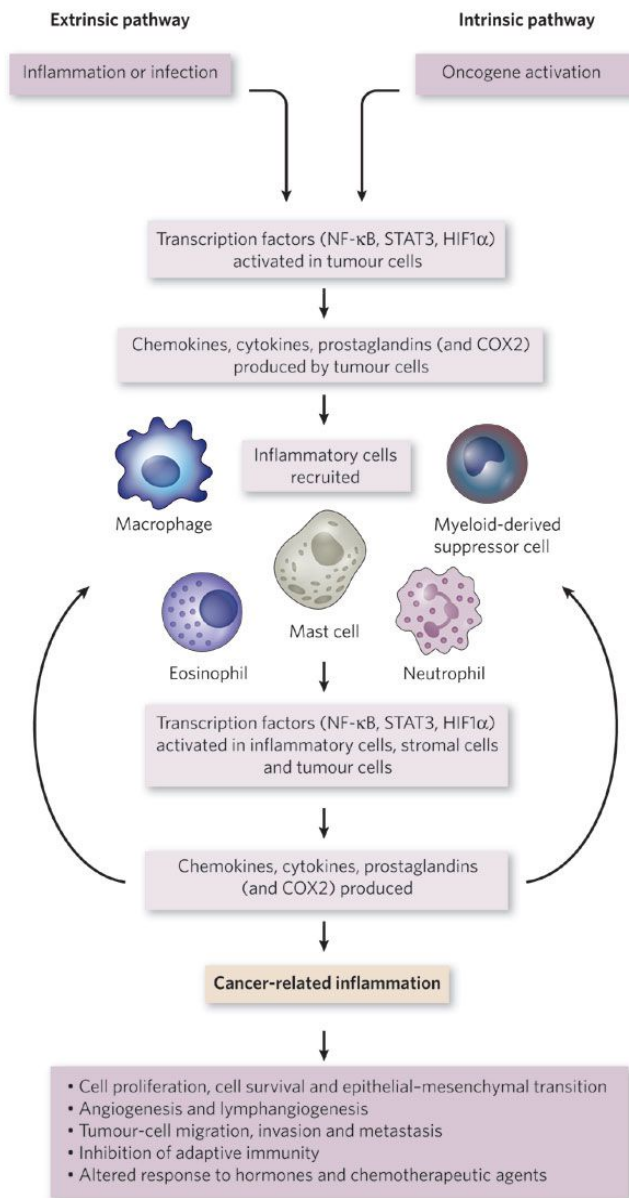 Extrinsic pathway
Intrinsic pathway
Inflammation or infection
Oncogene activation
Transcription factors (NF-κB, STAT3, HIF1α)
activated in tumour cells
Chemokines, cytokines, prostaglandins (and COX2)
produced by tumour cells
Inflammatory cells
recruited
Macrophage
Myeloid-derived
suppressor cell
Mast cell
Eosinophil
Neutrophil
Transcription factors (NF-κB, STAT3, HIF1α)
activated in inflammatory cells, stromal cells
and tumour cells
Chemokines, cytokines, prostaglandins
(and COX2) produced
Cancer-related inflammation
• Cell proliferation, cell survival and epithelial–mesenchymal transition
• Angiogenesis and lymphangiogenesis
• Tumour-cell migration, invasion and metastasis
• Inhibition of adaptive immunity
• Altered response to hormones and chemotherapeutic agents